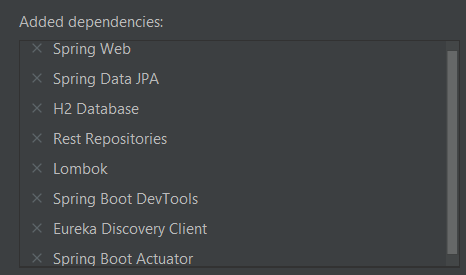 Added dependencies:
Spring Web
Spring Data JPA
H2 Database
Rest Repositories
Lombok
Spring Boot DevTools
Eureka Discovery Client
Spring Boot Actuator